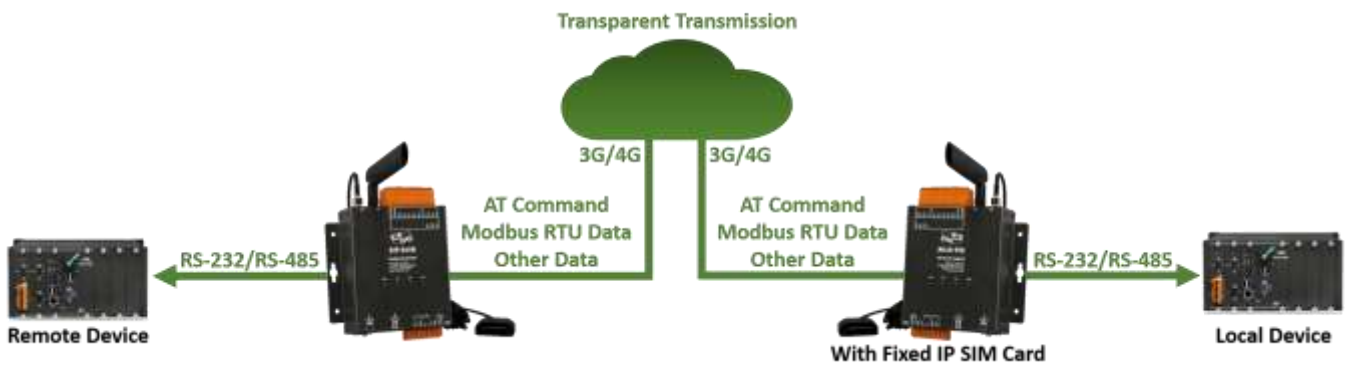 Transparent Transmission
3G/4G
3G/4G
AT Command
Modbus RTU Data
Other Data
AT Command
Modbus RTU Data
Other Data
RS-232/RS-485
RS-232/RS-485
Remote Device
With Fixed IP SIM Card
Local Device